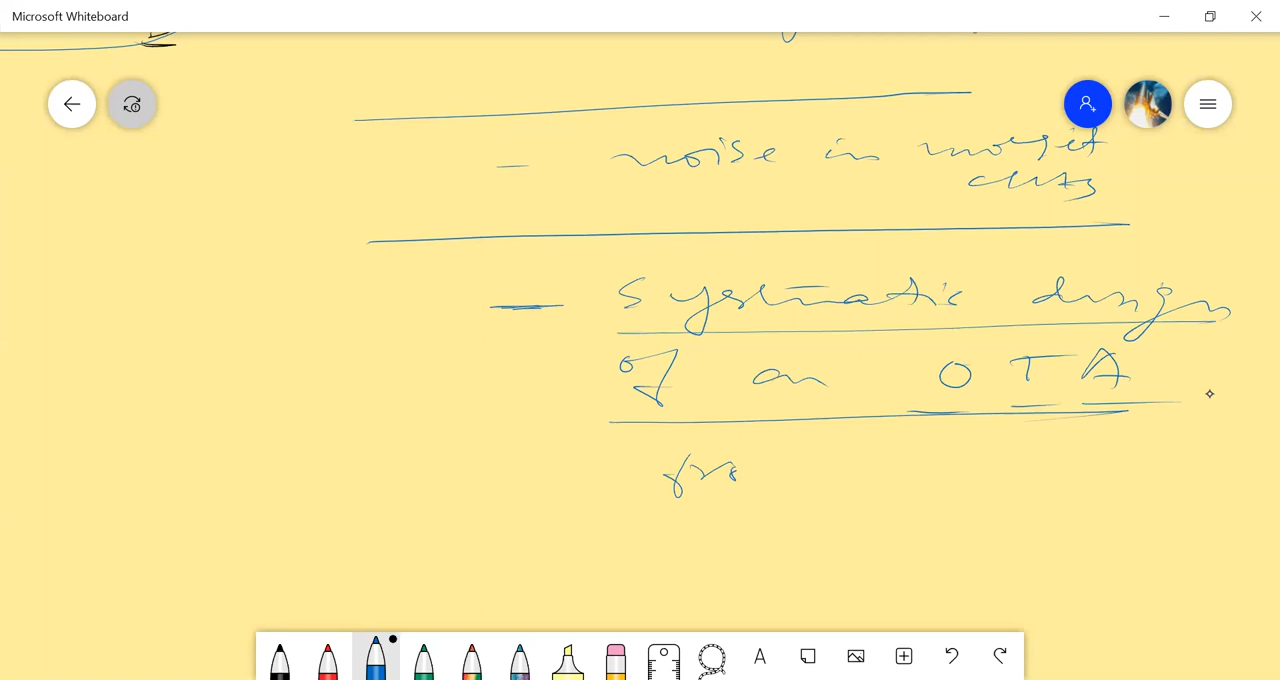 Microsoft Whiteboard
— noise in mosfet
ckts
— Systematic design
of an OTA
A